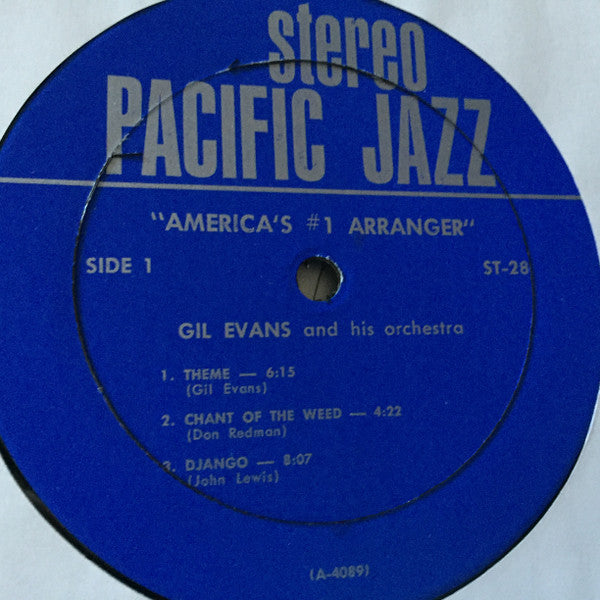 stereo
PACIFIC JAZZ
"AMERICA'S #1 ARRANGER"
SIDE 1 ST-28
GIL EVANS and his orchestra
1. THEME — 6:15
(Gil Evans)
2. CHANT OF THE WEED — 4:22
(Don Redman)
3. DJANGO — 8:07
(John Lewis)
(A-4089)